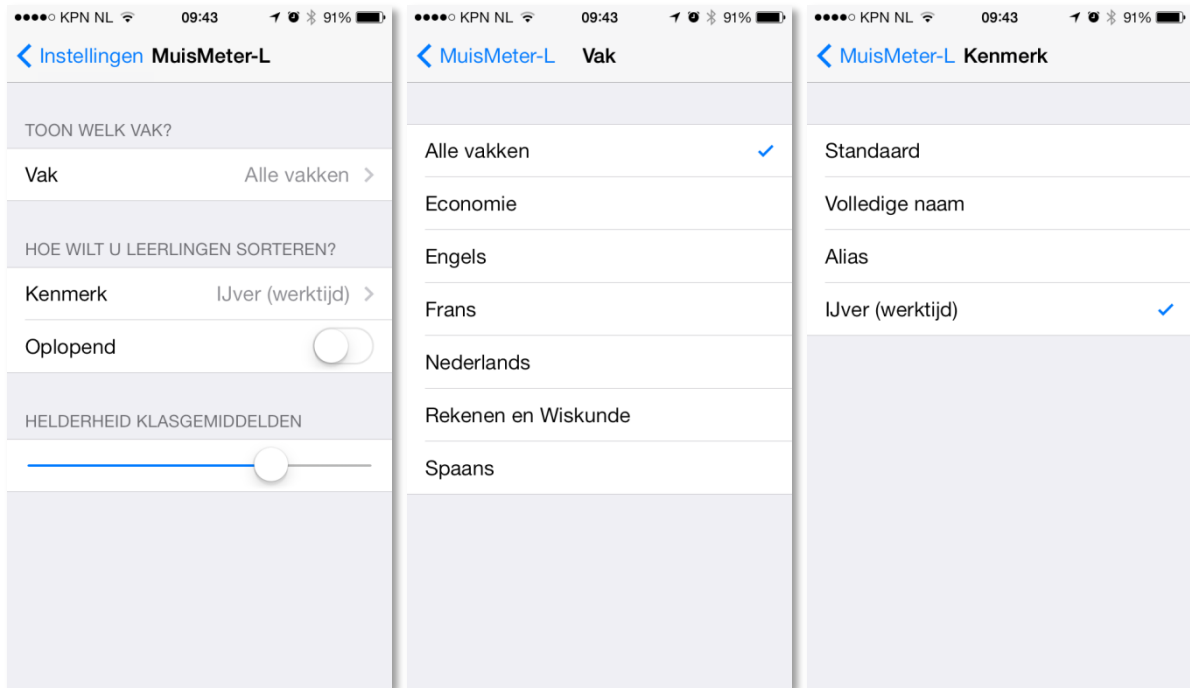 KPN NL 09:43 91%
Instellingen MuisMeter-L
TOON WELK VAK?
Vak Alle vakken
HOE WILT U LEERLINGEN SORTEREN?
Kenmerk IJver (werktijd)
Oplopend
HELDERHEID KLASGEMIDDELDEN
KPN NL 09:43 91%
MuisMeter-L Vak
Alle vakken
Economie
Engels
Frans
Nederlands
Rekenen en Wiskunde
Spaans
KPN NL 09:43 91%
MuisMeter-L Kenmerk
Standaard
Volledige naam
Alias
IJver (werktijd)